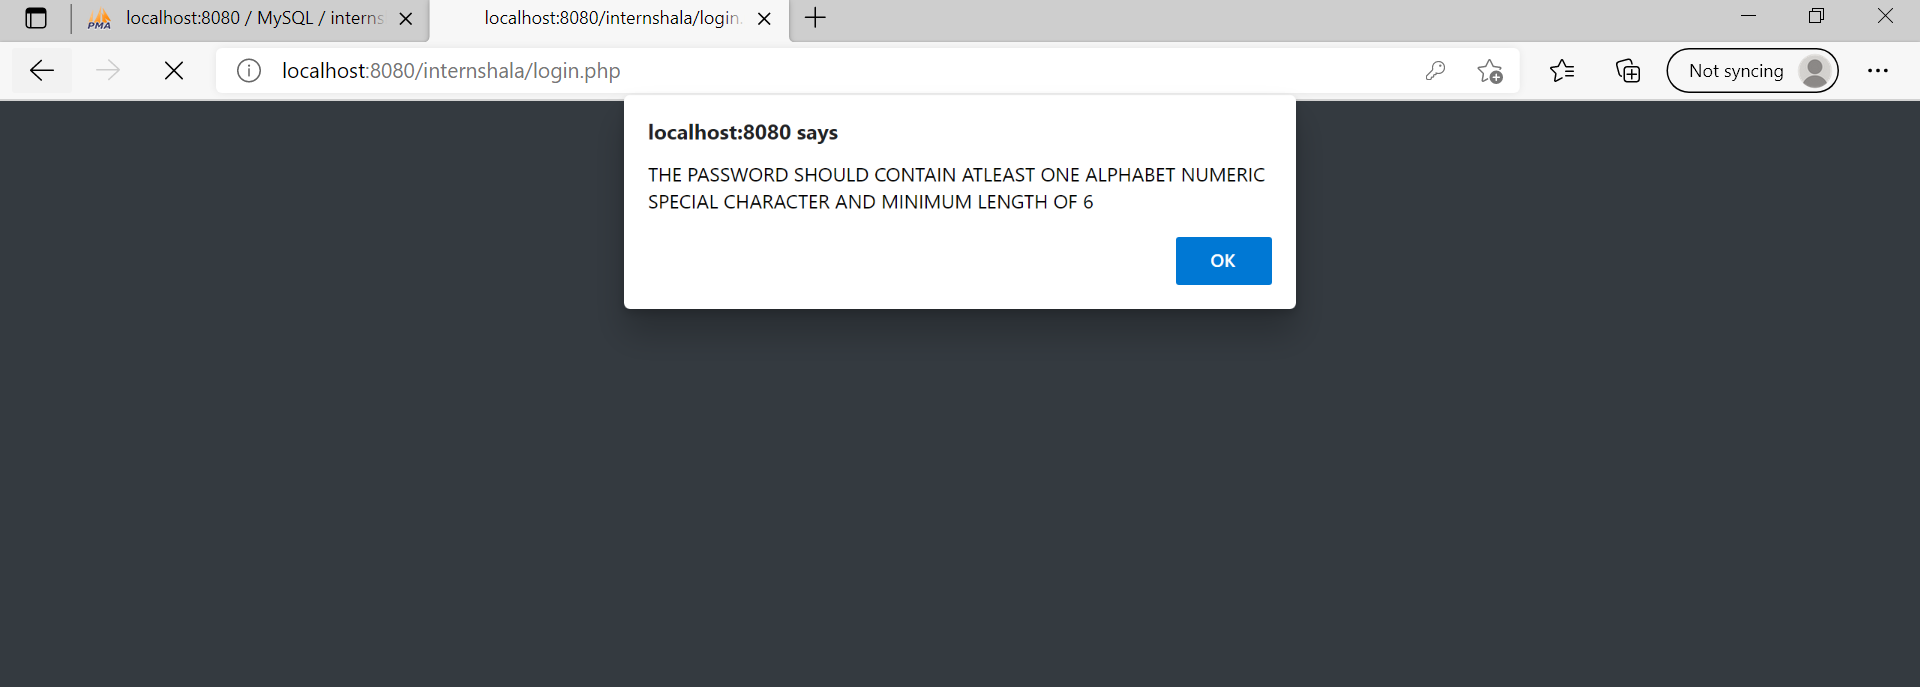 localhost:8080 / MySQL / interns
localhost:8080/internshala/login.
localhost:8080/internshala/login.php
Not syncing
localhost:8080 says
THE PASSWORD SHOULD CONTAIN ATLEAST ONE ALPHABET NUMERIC
SPECIAL CHARACTER AND MINIMUM LENGTH OF 6
OK
PMA